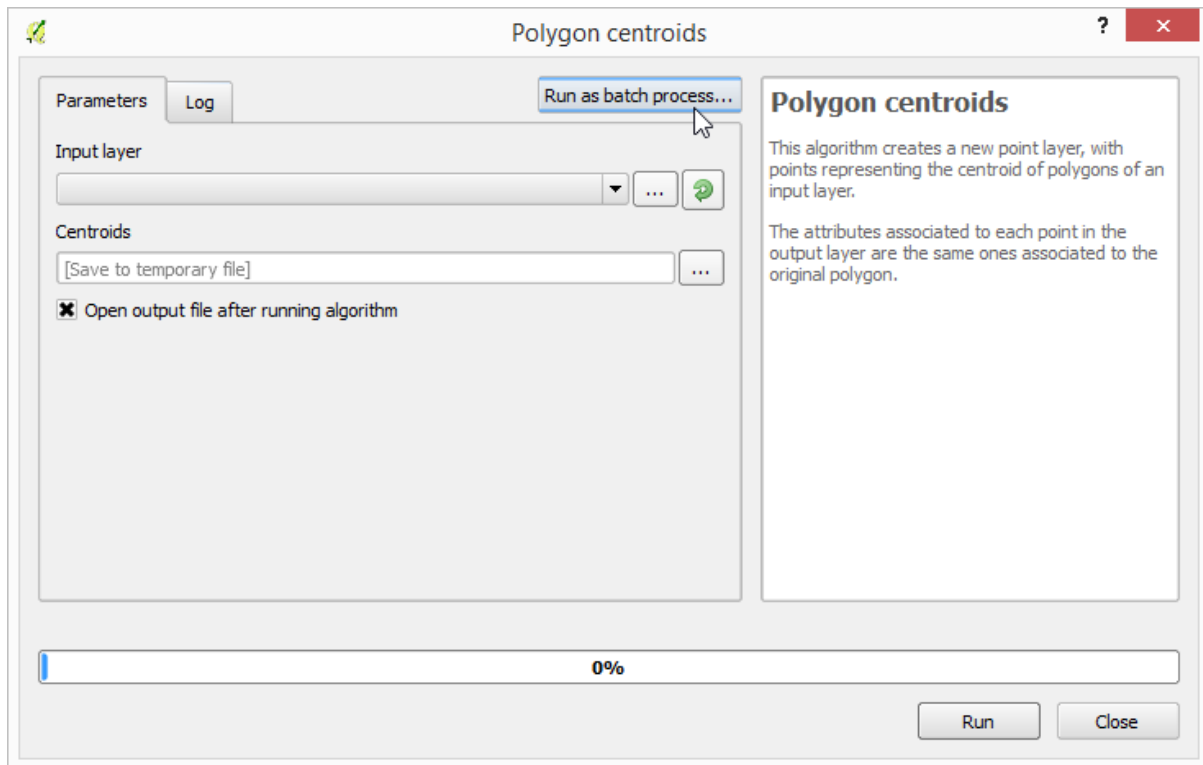 Polygon centroids
?
Parameters
Log
Run as batch process...
Input layer
...
Centroids
[Save to temporary file]
...
Open output file after running algorithm
Polygon centroids
This algorithm creates a new point layer, with
points representing the centroid of polygons of an
input layer.
The attributes associated to each point in the
output layer are the same ones associated to the
original polygon.
0%
Run
Close